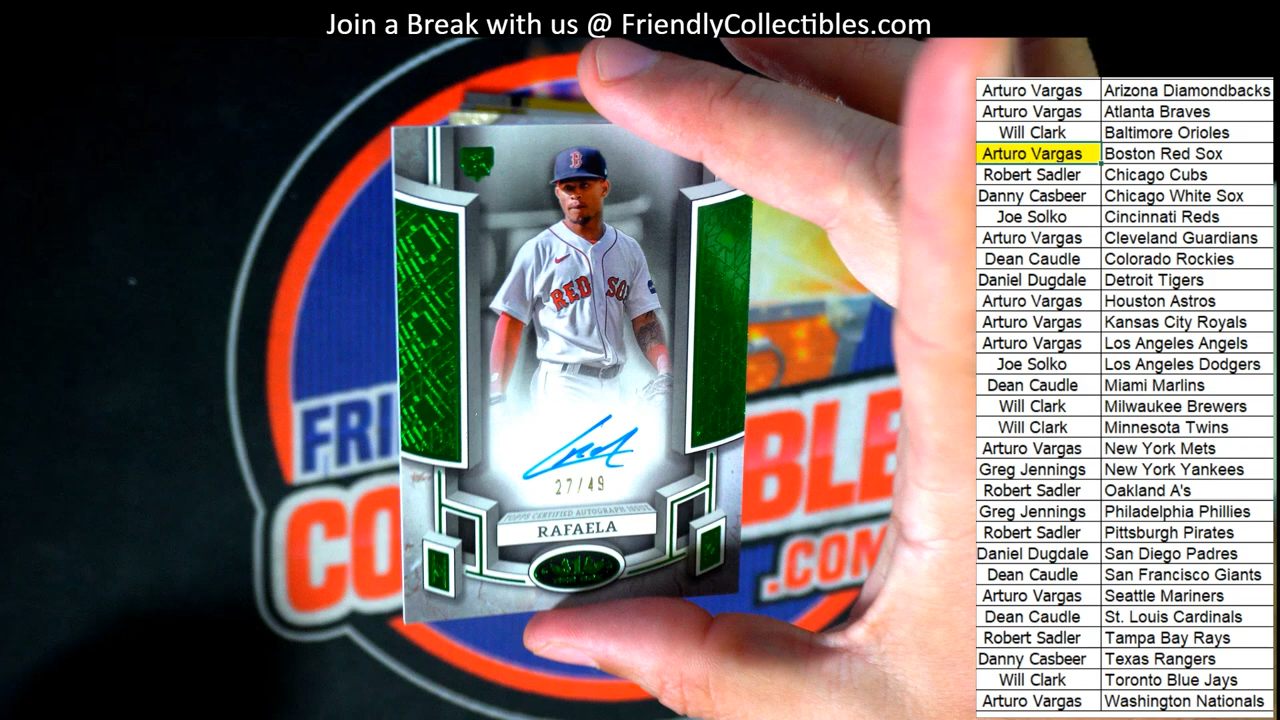 Join a Break with us @ FriendlyCollectibles.com
B
RED SOX
27/49
TOPPS CERTIFIED AUTOGRAPH ISSUE
RAFAELA
FRI
CO
BLE
.COM
Arturo Vargas Arizona Diamondbacks
Arturo Vargas Atlanta Braves
Will Clark Baltimore Orioles
Arturo Vargas Boston Red Sox
Robert Sadler Chicago Cubs
Danny Casbeer Chicago White Sox
Joe Solko Cincinnati Reds
Arturo Vargas Cleveland Guardians
Dean Caudle Colorado Rockies
Daniel Dugdale Detroit Tigers
Arturo Vargas Houston Astros
Arturo Vargas Kansas City Royals
Arturo Vargas Los Angeles Angels
Joe Solko Los Angeles Dodgers
Dean Caudle Miami Marlins
Will Clark Milwaukee Brewers
Will Clark Minnesota Twins
Arturo Vargas New York Mets
Greg Jennings New York Yankees
Robert Sadler Oakland A's
Greg Jennings Philadelphia Phillies
Robert Sadler Pittsburgh Pirates
Daniel Dugdale San Diego Padres
Dean Caudle San Francisco Giants
Arturo Vargas Seattle Mariners
Dean Caudle St. Louis Cardinals
Robert Sadler Tampa Bay Rays
Danny Casbeer Texas Rangers
Will Clark Toronto Blue Jays
Arturo Vargas Washington Nationals